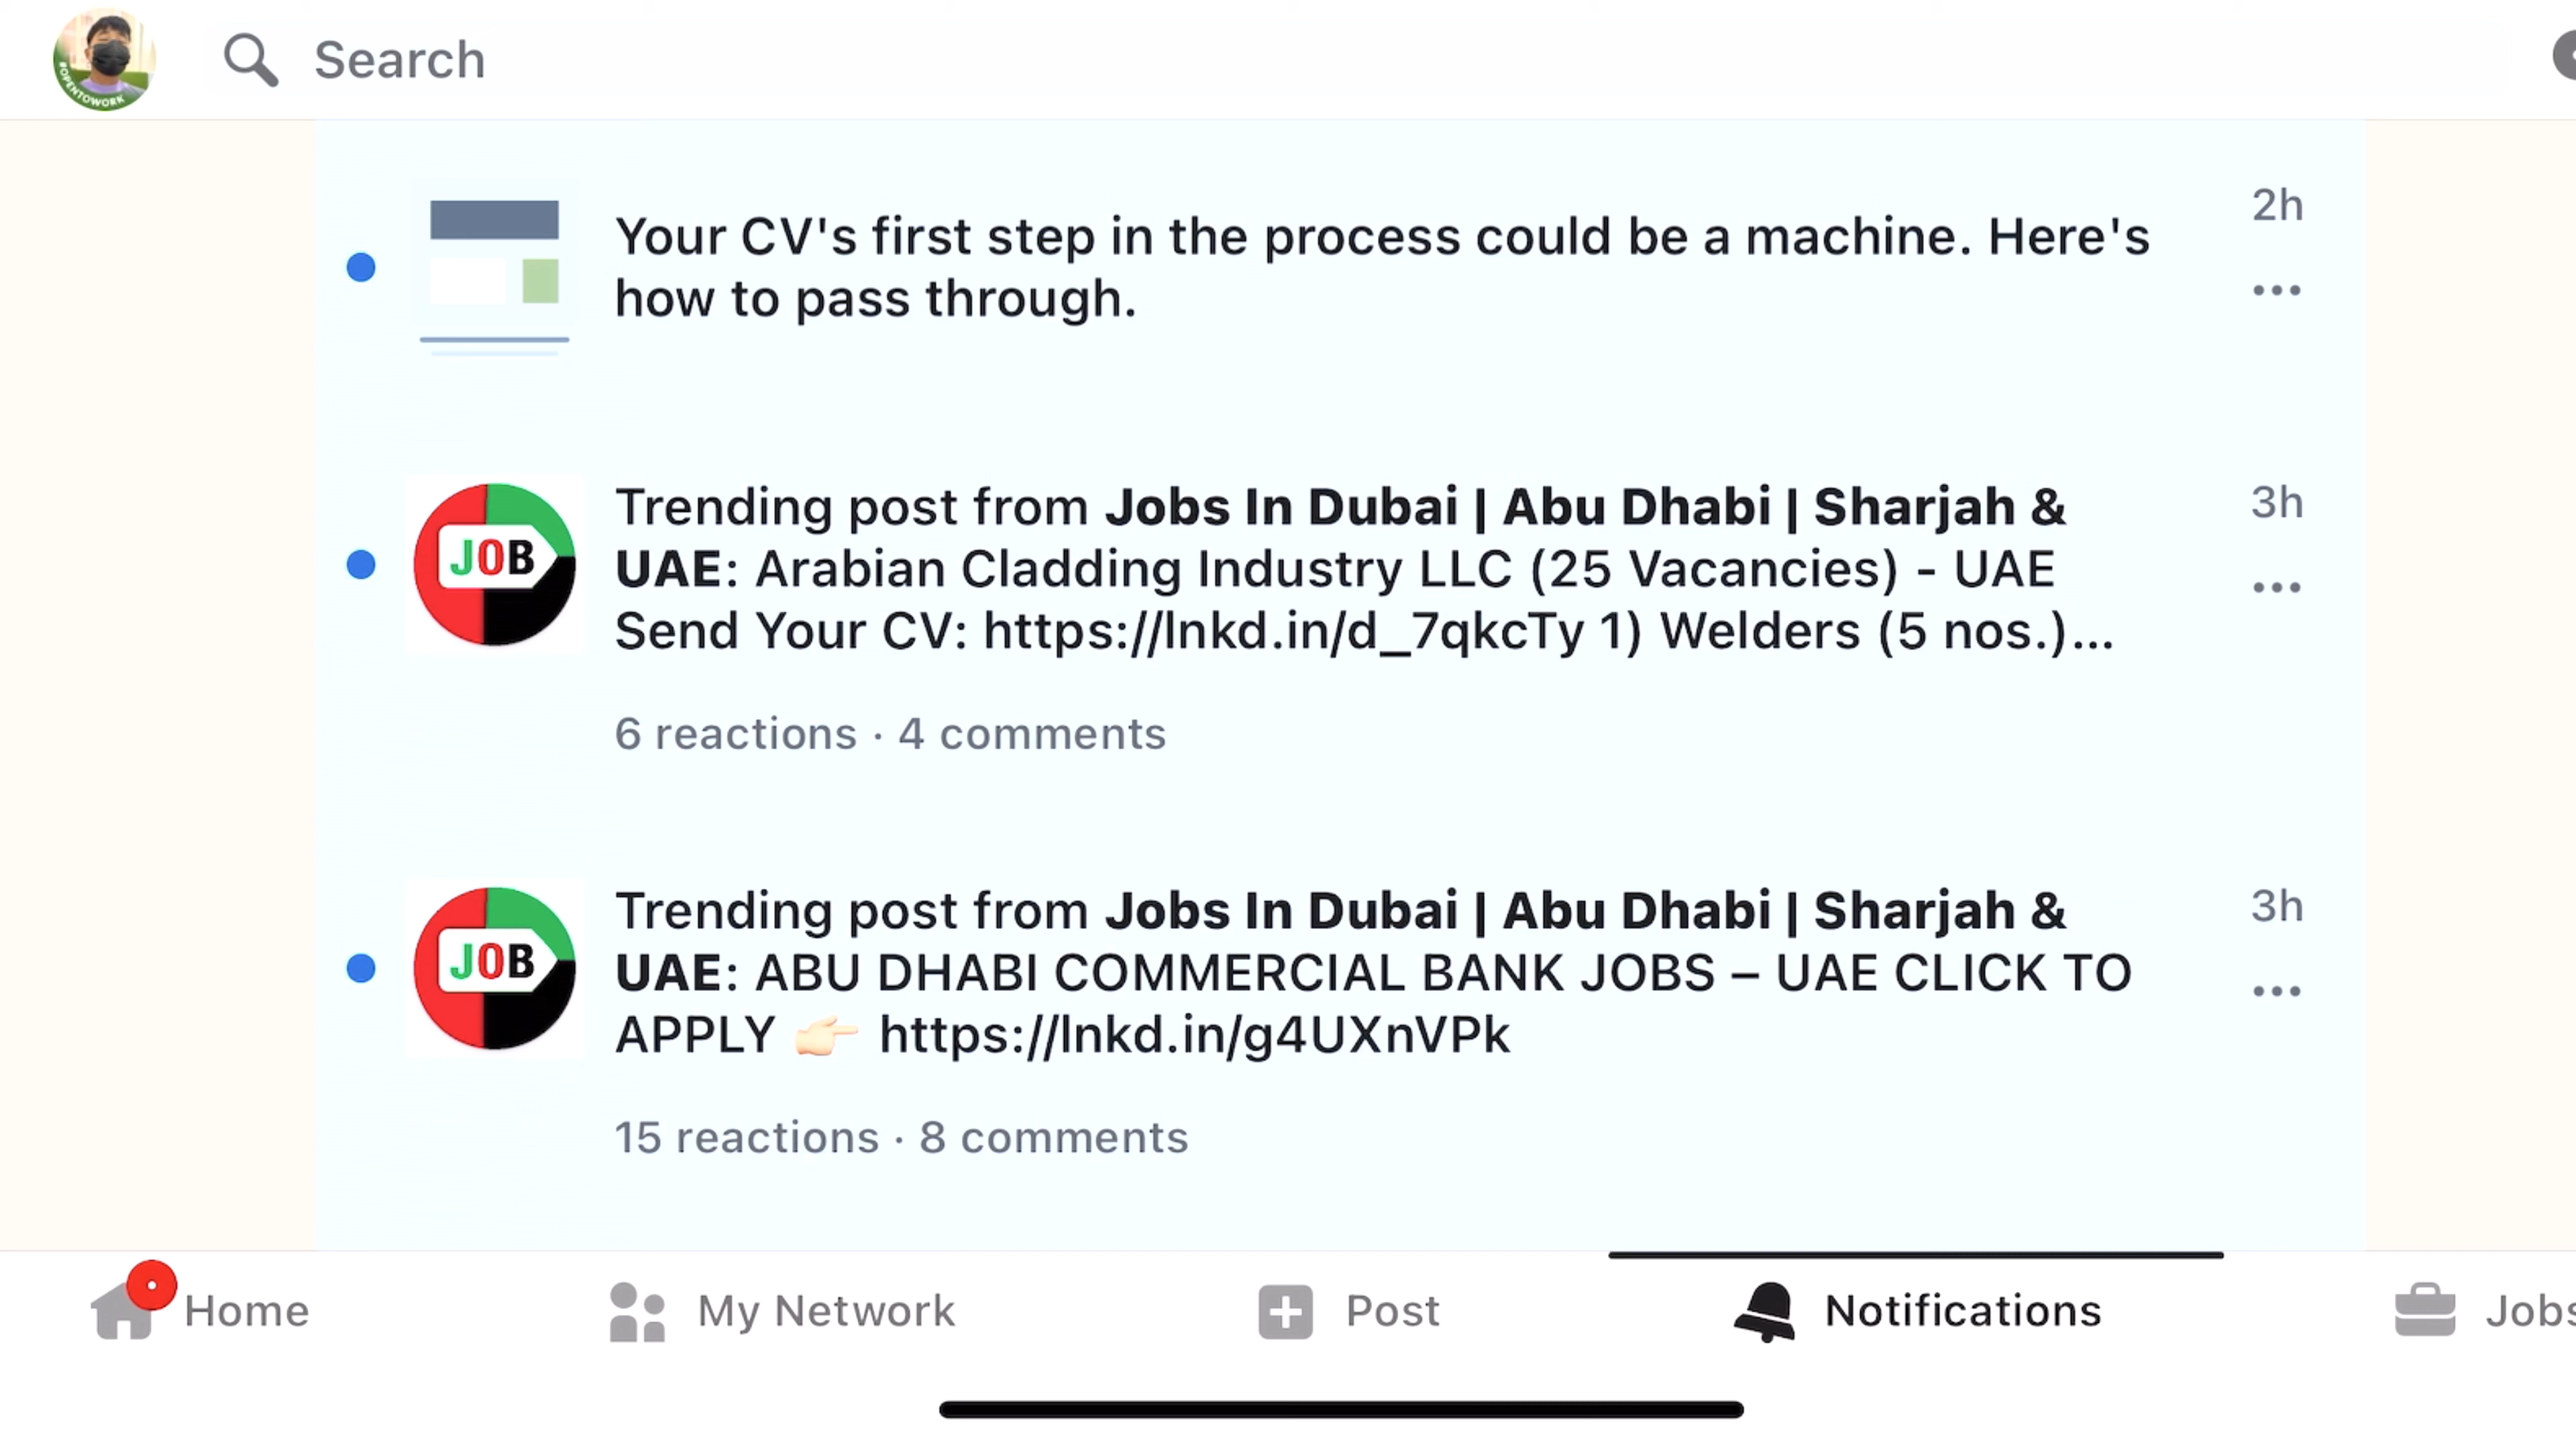 #OPENTOWORK
Search
Your CV's first step in the process could be a machine. Here's
how to pass through.
2h
JOB
Trending post from Jobs In Dubai | Abu Dhabi | Sharjah &
UAE: Arabian Cladding Industry LLC (25 Vacancies) - UAE
Send Your CV: https://lnkd.in/d_7qkcTy 1) Welders (5 nos.)...
3h
6 reactions · 4 comments
JOB
Trending post from Jobs In Dubai | Abu Dhabi | Sharjah &
UAE: ABU DHABI COMMERCIAL BANK JOBS – UAE CLICK TO
APPLY 👉🏻 https://lnkd.in/g4UXnVPk
3h
15 reactions · 8 comments
Home
My Network
Post
Notifications
Jobs